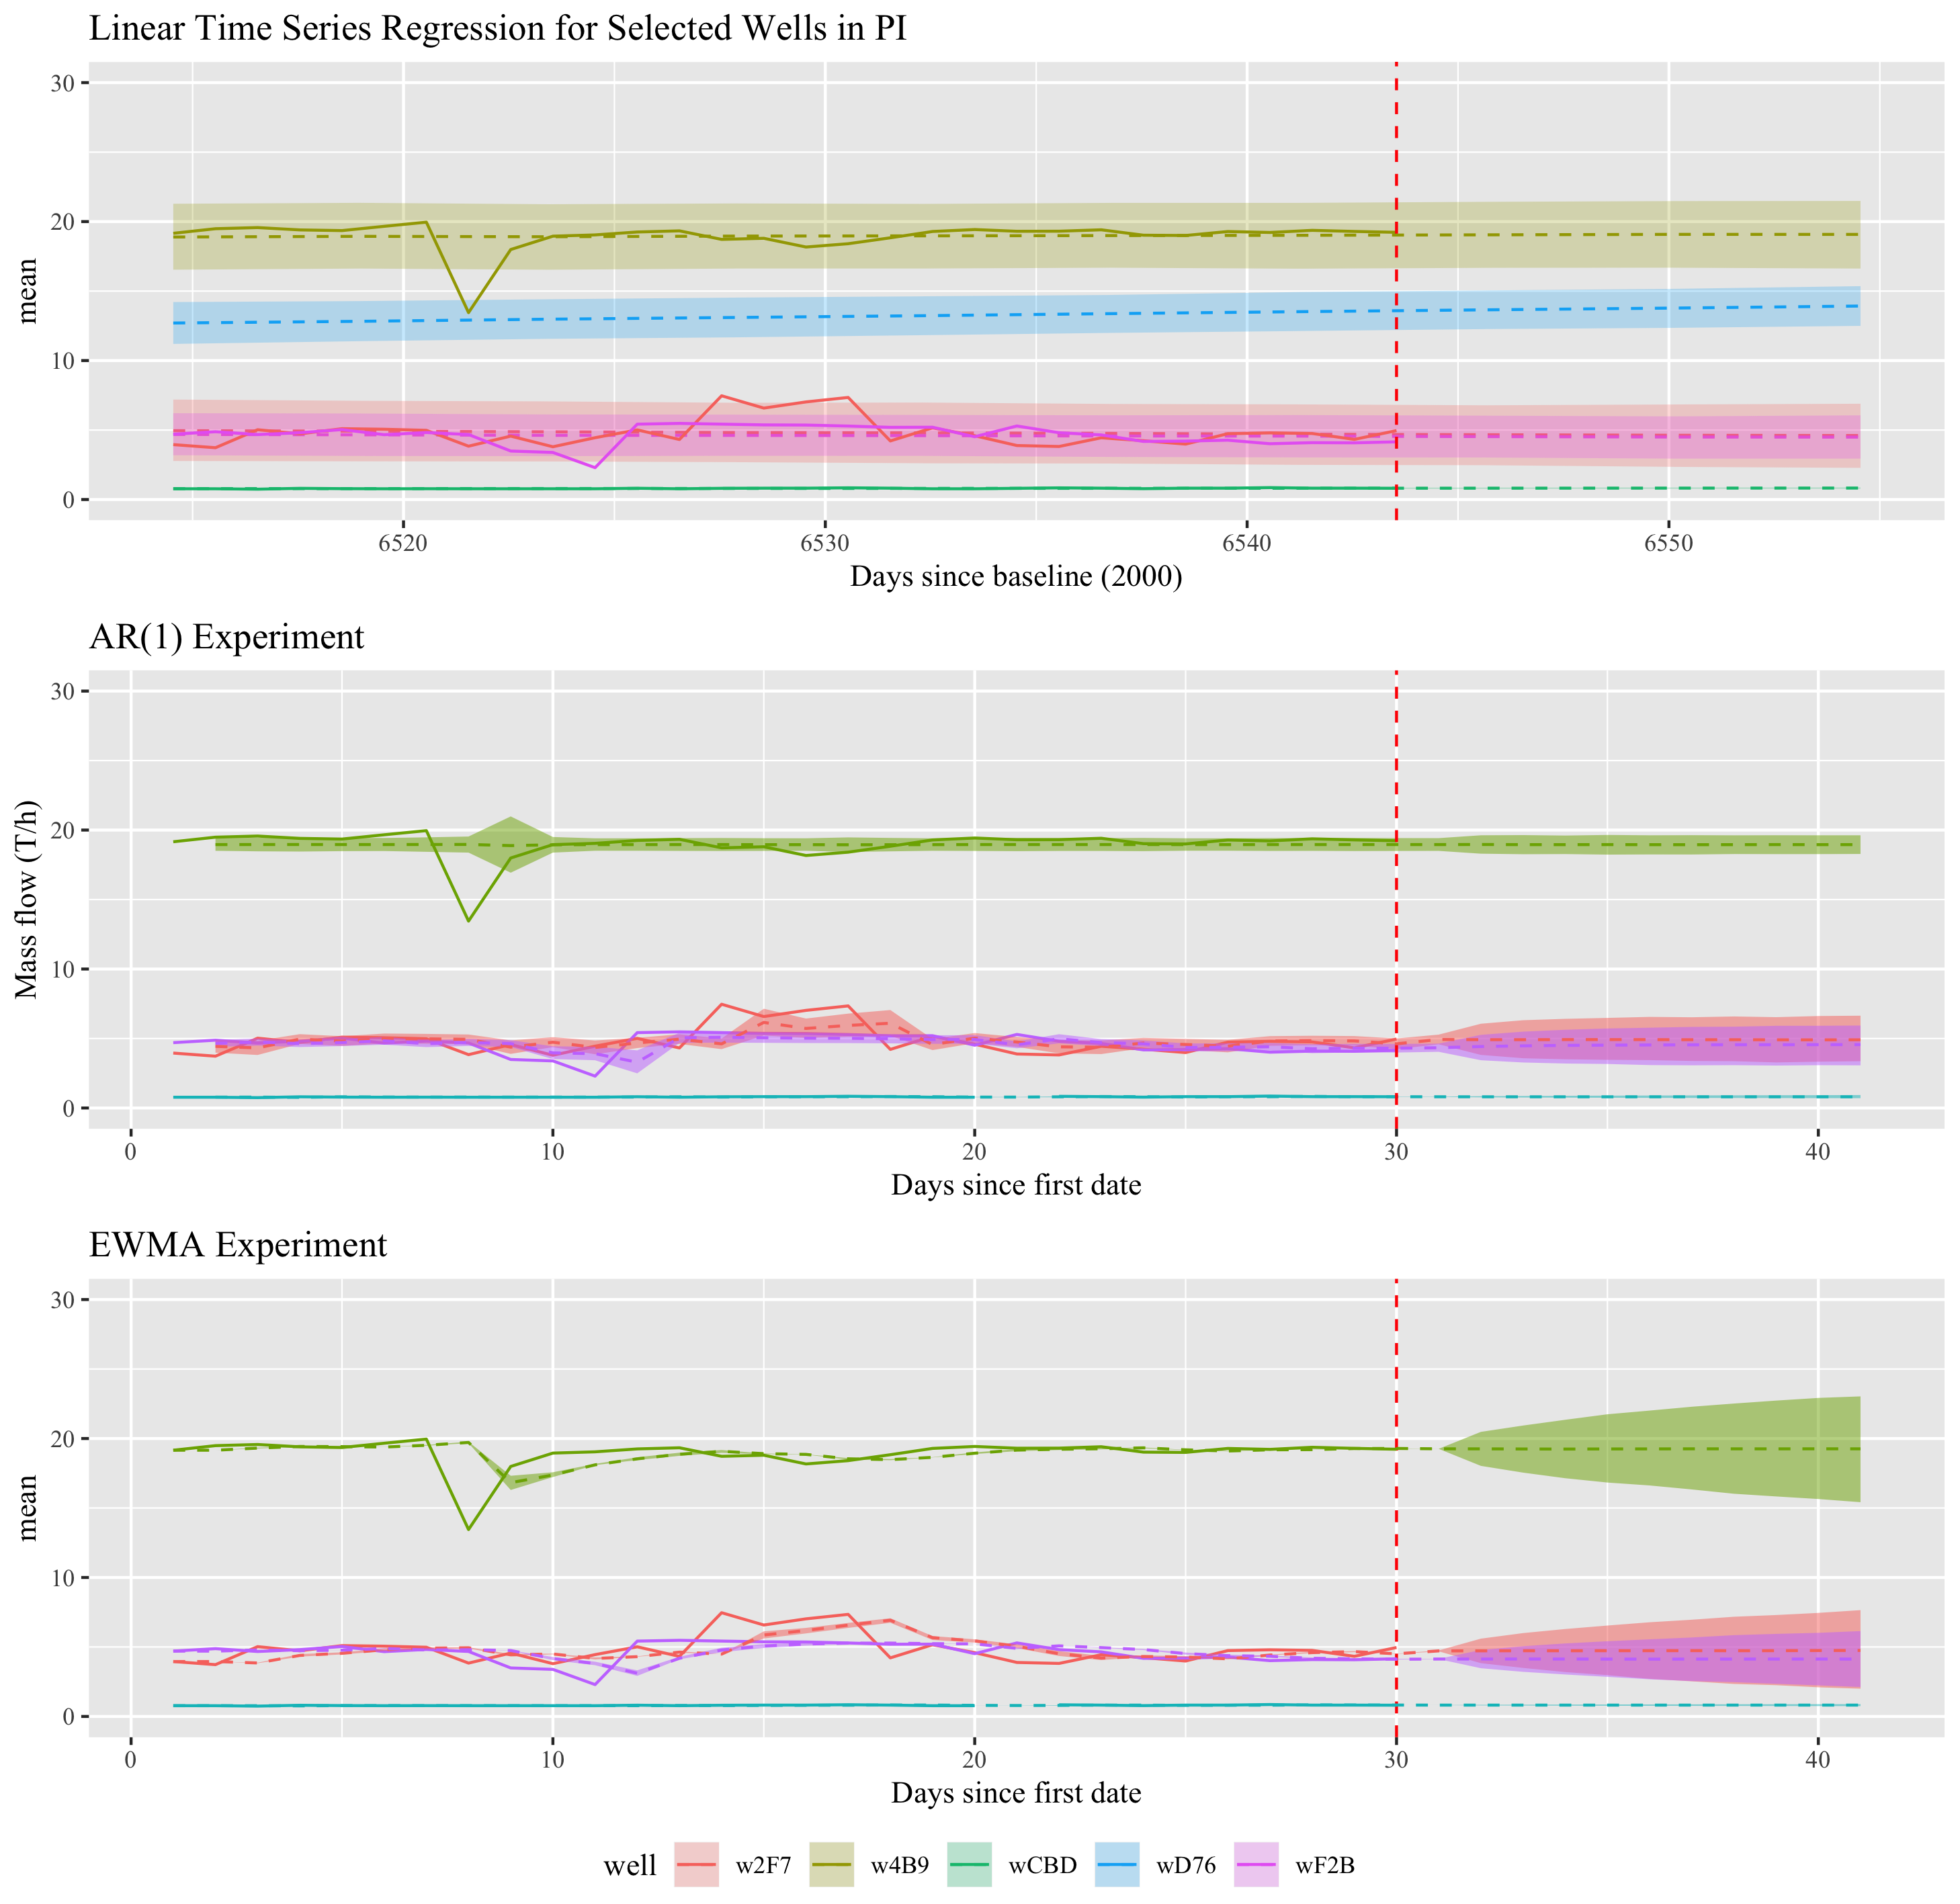 Linear Time Series Regression for Selected Wells in PI
30
20
10
0
mean
6520 6530 6540 6550
Days since baseline (2000)
AR(1) Experiment
30
20
10
0
Mass flow (T/h)
0 10 20 30 40
Days since first date
EWMA Experiment
30
20
10
0
mean
0 10 20 30 40
Days since first date
well w2F7 w4B9 wCBD wD76 wF2B